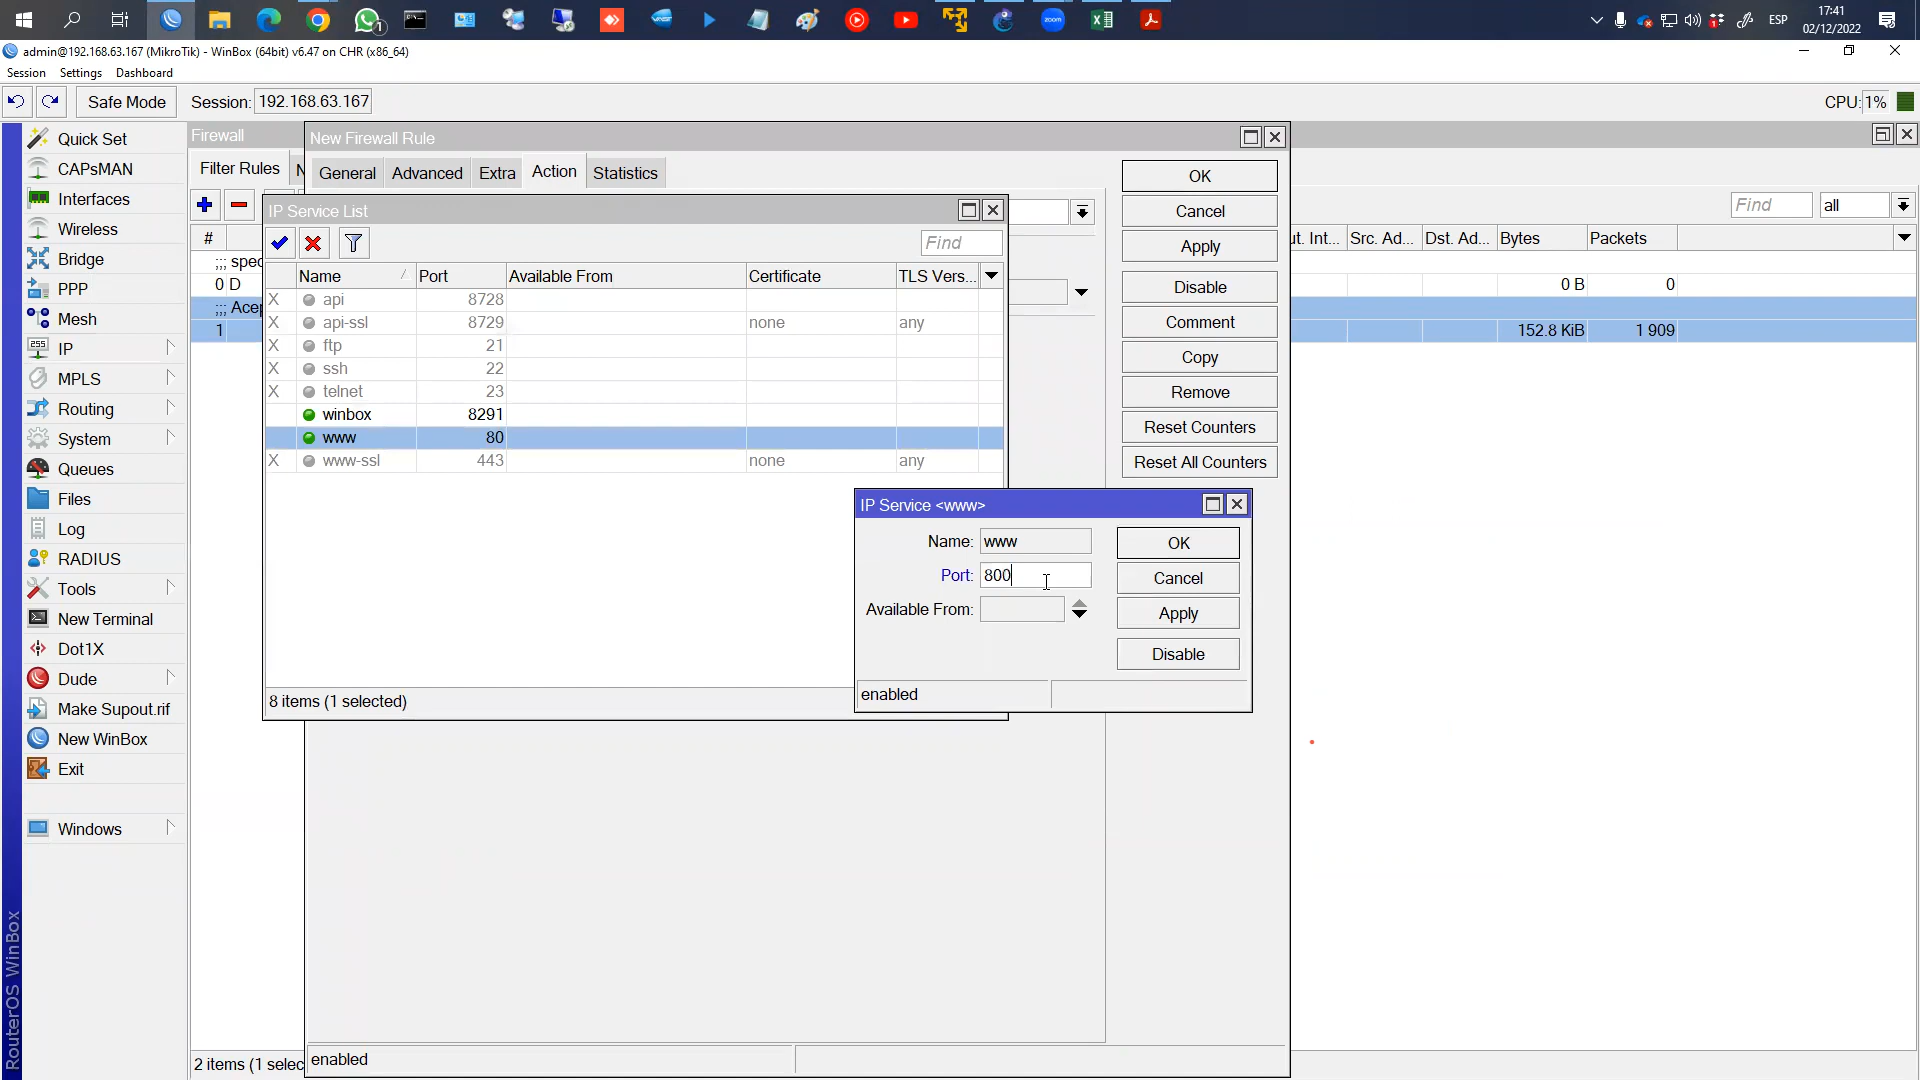 1
ESP
17:41
02/12/2022
admin@192.168.63.167 (MikroTik) - WinBox (64bit) v6.47 on CHR (x86_64)
Session Settings Dashboard
Safe Mode Session: 192.168.63.167 CPU: 1%
RouterOS WinBox
Quick Set
CAPsMAN
Interfaces
Wireless
Bridge
PPP
Mesh
255
IP
MPLS
Routing
System
Queues
Files
Log
RADIUS
Tools
New Terminal
Dot1X
Dude
Make Supout.rif
New WinBox
Exit
Windows
Firewall
Filter Rules N
Find all
# ut. Int... Src. Ad... Dst. Ad... Bytes Packets
;;; spec
0 D 0 B 0
;;; Acep
1 152.8 KiB 1 909
2 items (1 selec
New Firewall Rule
General Advanced Extra Action Statistics
OK
Cancel
Apply
Disable
Comment
Copy
Remove
Reset Counters
Reset All Counters
enabled
IP Service List
Find
Name Port Available From Certificate TLS Vers...
X api 8728
X api-ssl 8729 none any
X ftp 21
X ssh 22
X telnet 23
winbox 8291
www 80
X www-ssl 443 none any
8 items (1 selected)
IP Service <www>
Name: www
Port: 800
Available From:
OK
Cancel
Apply
Disable
enabled